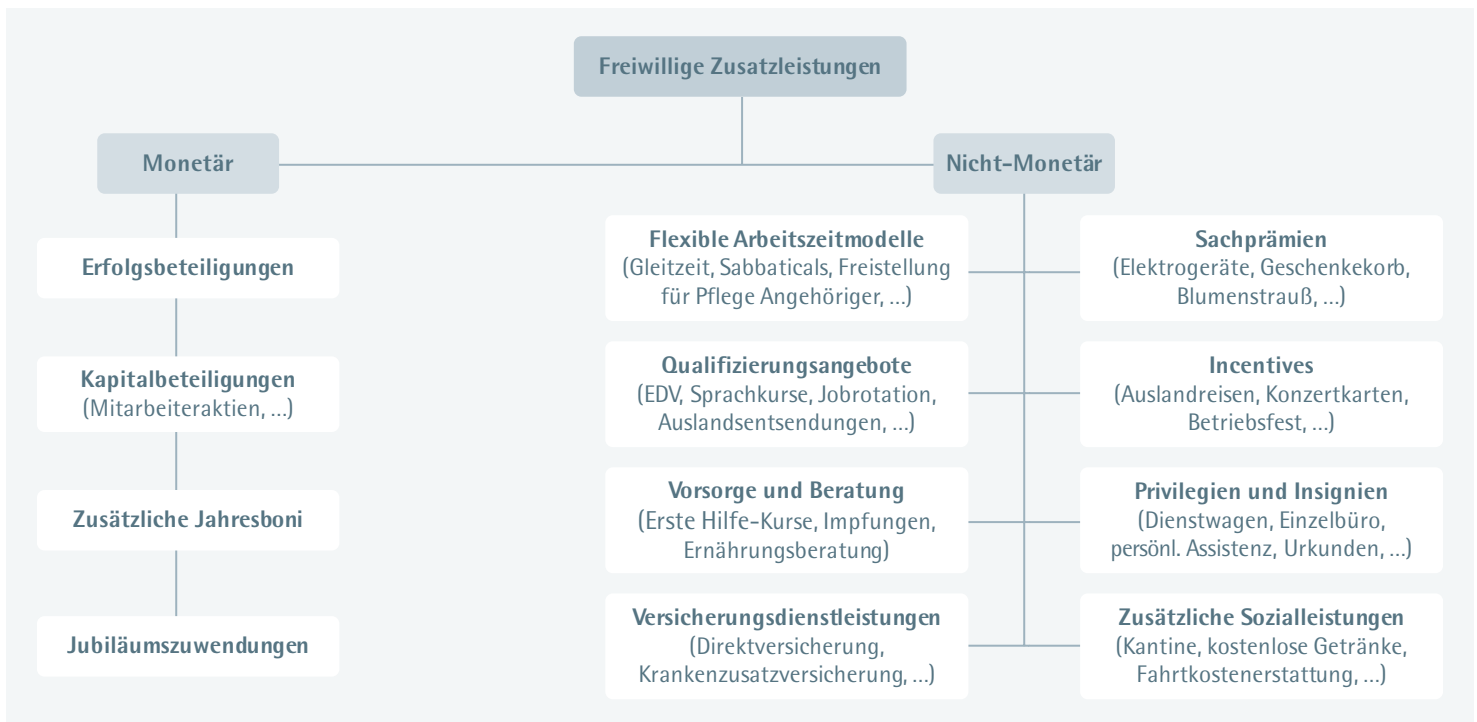 Freiwillige Zusatzleistungen
Monetär
Erfolgsbeteiligungen
Kapitalbeteiligungen
(Mitarbeiteraktien, ...)
Zusätzliche Jahresboni
Jubiläumszuwendungen
Nicht-Monetär
Flexible Arbeitszeitmodelle
(Gleitzeit, Sabbaticals, Freistellung
für Pflege Angehöriger, ...)
Qualifizierungsangebote
(EDV, Sprachkurse, Jobrotation,
Auslandsentsendungen, ...)
Vorsorge und Beratung
(Erste Hilfe-Kurse, Impfungen,
Ernährungsberatung)
Versicherungsdienstleistungen
(Direktversicherung,
Krankenzusatzversicherung, ...)
Sachprämien
(Elektrogeräte, Geschenkekorb,
Blumenstrauß, ...)
Incentives
(Auslandreisen, Konzertkarten,
Betriebsfest, ...)
Privilegien und Insignien
(Dienstwagen, Einzelbüro,
persönl. Assistenz, Urkunden, ...)
Zusätzliche Sozialleistungen
(Kantine, kostenlose Getränke,
Fahrtkostenerstattung, ...)